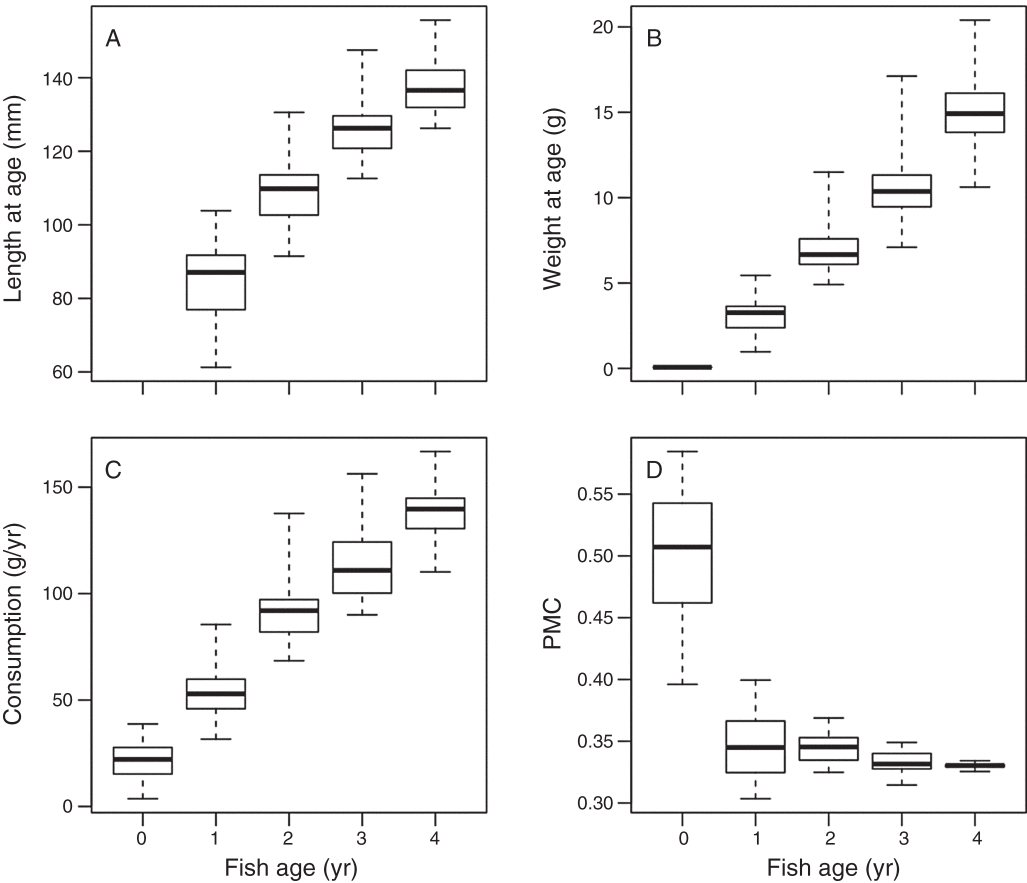 A
Length at age (mm)
140
120
100
80
60
B
Weight at age (g)
20
15
10
5
0
C
Consumption (g/yr)
150
100
50
0
0 1 2 3 4
Fish age (yr)
D
PMC
0.55
0.50
0.45
0.40
0.35
0.30
0 1 2 3 4
Fish age (yr)